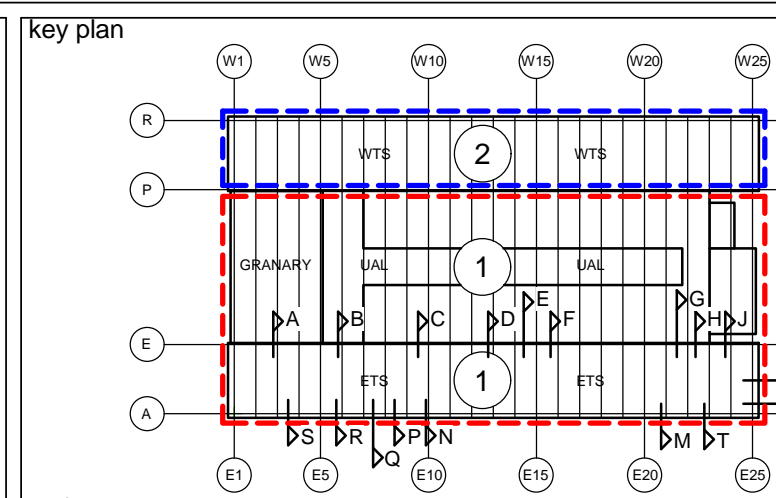 key plan
W1 W5 W10 W15 W20 W25
R
WTS 2 WTS
P
GRANARY UAL 1 UAL
G
E
A B C D F H J
E
ETS 1 ETS
A
S R P N M T
Q
E1 E5 E10 E15 E20 E25